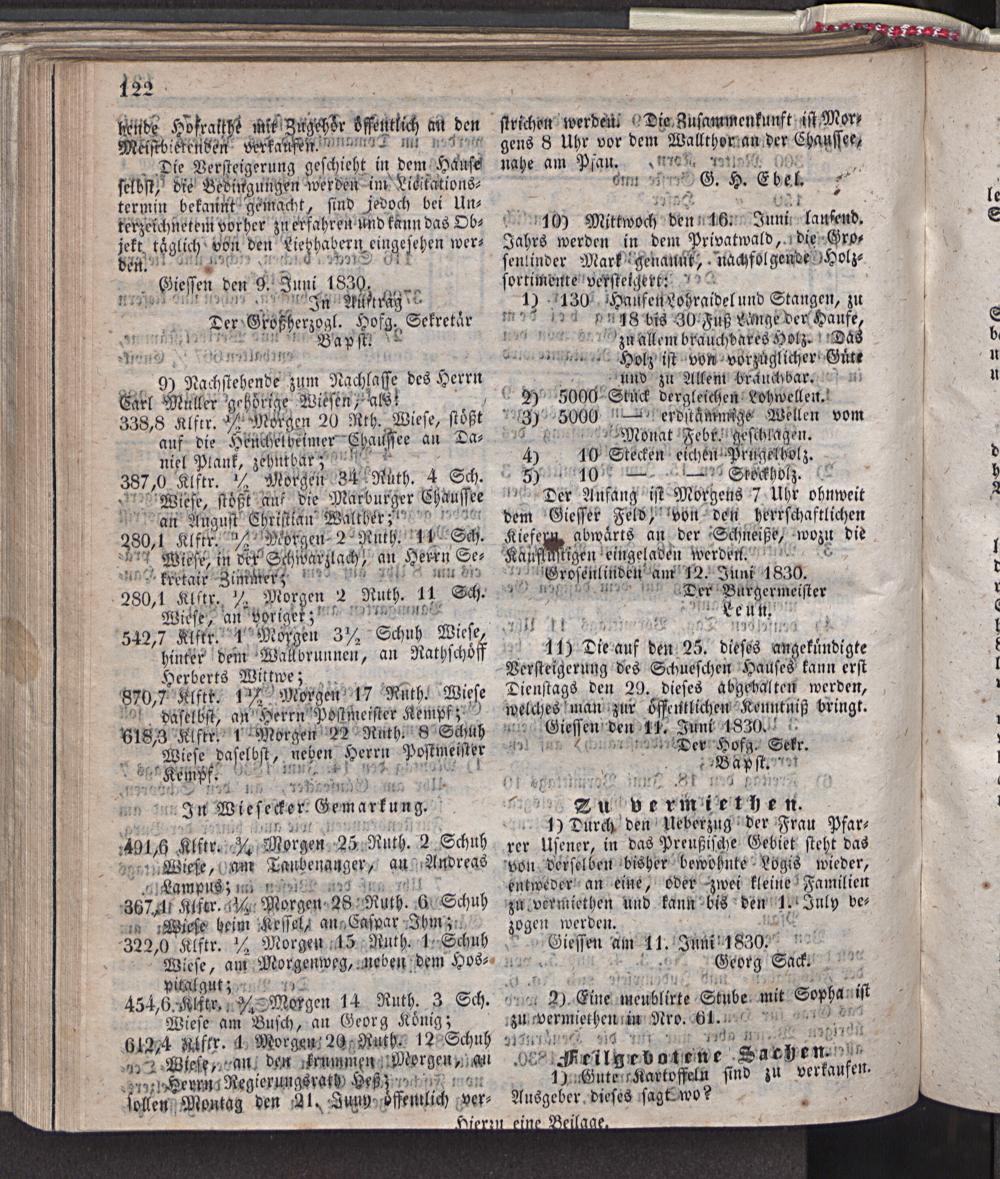 122
hende Hofraithe mit Zugehör öffentlich an den
Meistbietenden verkaufen.
Die Versteigerung geschieht in dem Hause
selbst, die Bedingungen werden im Licitations-
termin bekannt gemacht, sind jedoch bei Un-
terzeichnetem vorher zu erfahren und kann das Ob-
jekt täglich von den Liebhabern eingesehen wer-
den.
Giessen den 9. Juni 1830.
In Auftrag
Der Großherzogl. Hofg. Sekretär
Bapst.
9) Nachstehende zum Nachlasse des Herrn
Carl Müller gehörige Wiesen, als:
338,8 Klftr. ½ Morgen 20 Rth. Wiese, stößt
auf die Heuchelheimer Chaussee an Da-
niel Plank, zehntbar;
387,0 Klftr. ½ Morgen 34 Ruth. 4 Sch.
Wiese, stößt auf die Marburger Chaussee
an August Christian Walther;
280,1 Klftr. ½ Morgen 2 Ruth. 11 Sch.
Wiese, in der Schwarzlach, an Herrn Se-
kretair Zimmer;
280,1 Klftr. ½ Morgen 2 Ruth. 11 Sch.
Wiese, an voriger;
542,7 Klftr. 1 Morgen 3½ Schuh Wiese,
hinter dem Wallbrunnen, an Rathschöff
Herberts Wittwe;
870,7 Klftr. 1½ Morgen 17 Ruth. Wiese
daselbst, an Herrn Postmeister Kempf;
618,3 Klftr. 1 Morgen 22 Ruth. 8 Schuh
Wiese daselbst, neben Herrn Postmeister
Kempf.
In Wiesecker Gemarkung.
491,6 Klftr. ¾ Morgen 25 Ruth. 2 Schuh
Wiese, am Taubenanger, an Andreas
Lampus;
367,1 Klftr. ½ Morgen 28 Ruth. 6 Schuh
Wiese beim Kessel, an Caspar Ihm;
322,0 Klftr. ½ Morgen 15 Ruth. 1 Schuh
Wiese, am Morgenweg, neben dem Hos-
pitalgut;
454,6 Klftr. ¾ Morgen 14 Ruth. 3 Sch.
Wiese am Busch, an Georg König;
612,4 Klftr. 1 Morgen 20 Ruth. 12 Schuh
Wiese, an den krummen Morgen, an
Herrn Regierungsrath Heß;
sollen Montag den 21. Juny öffentlich ver-
strichen werden. Die Zusammenkunft ist Mor-
gens 8 Uhr vor dem Wallthor an der Chaussee,
nahe am Pfau.
G. H. Ebel.
10) Mittwoch den 16. Juni laufend.
Jahrs werden in dem Privatwald, die Gro-
senlinder Mark genannt, nachfolgende Holz-
sortimente versteigert:
1) 130 Haufen Lohraidel und Stangen, zu
18 bis 30 Fuß Länge der Haufe,
zu allem brauchbares Holz. Das
Holz ist von vorzüglicher Güte
und zu Allem brauchbar.
2) 5000 Stück dergleichen Lohwellen.
3) 5000 — erdstämmige Wellen vom
Monat Febr. geschlagen.
4) 10 Stecken eichen Prügelholz.
5) 10 — Stockholz.
Der Anfang ist Morgens 7 Uhr ohnweit
dem Giesser Feld, von den herrschaftlichen
Kiefern abwärts an der Schneiße, wozu die
Kauflustigen eingeladen werden.
Grosenlinden am 12. Juni 1830.
Der Bürgermeister
Leun.
11) Die auf den 25. dieses angekündigte
Versteigerung des Schueschen Hauses kann erst
Dienstags den 29. dieses abgehalten werden,
welches man zur öffentlichen Kenntniß bringt.
Giessen den 11. Juni 1830.
Der Hofg. Sekr.
Bapst.
Zu vermiethen.
1) Durch den Ueberzug der Frau Pfar-
rer Usener, in das Preußische Gebiet steht das
von derselben bisher bewohnte Logis wieder,
entweder an eine, oder zwei kleine Familien
zu vermiethen und kann bis den 1. July be-
zogen werden.
Giessen am 11. Juni 1830.
Georg Sack.
2) Eine meublirte Stube mit Sopha ist
zu vermiethen in Nro. 61.
Feilgebotene Sachen.
1) Gute Kartoffeln sind zu verkaufen.
Ausgeber dieses sagt wo?
Hierzu eine Beilage.